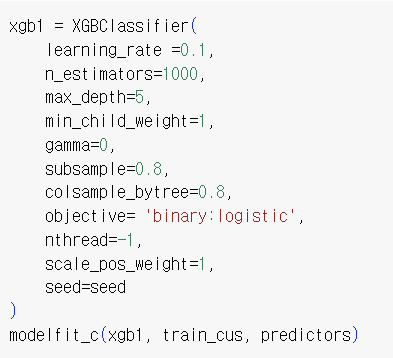 xgb1 = XGBClassifier(
    learning_rate =0.1,
    n_estimators=1000,
    max_depth=5,
    min_child_weight=1,
    gamma=0,
    subsample=0.8,
    colsample_bytree=0.8,
    objective= 'binary:logistic',
    nthread=-1,
    scale_pos_weight=1,
    seed=seed
)
modelfit_c(xgb1, train_cus, predictors)